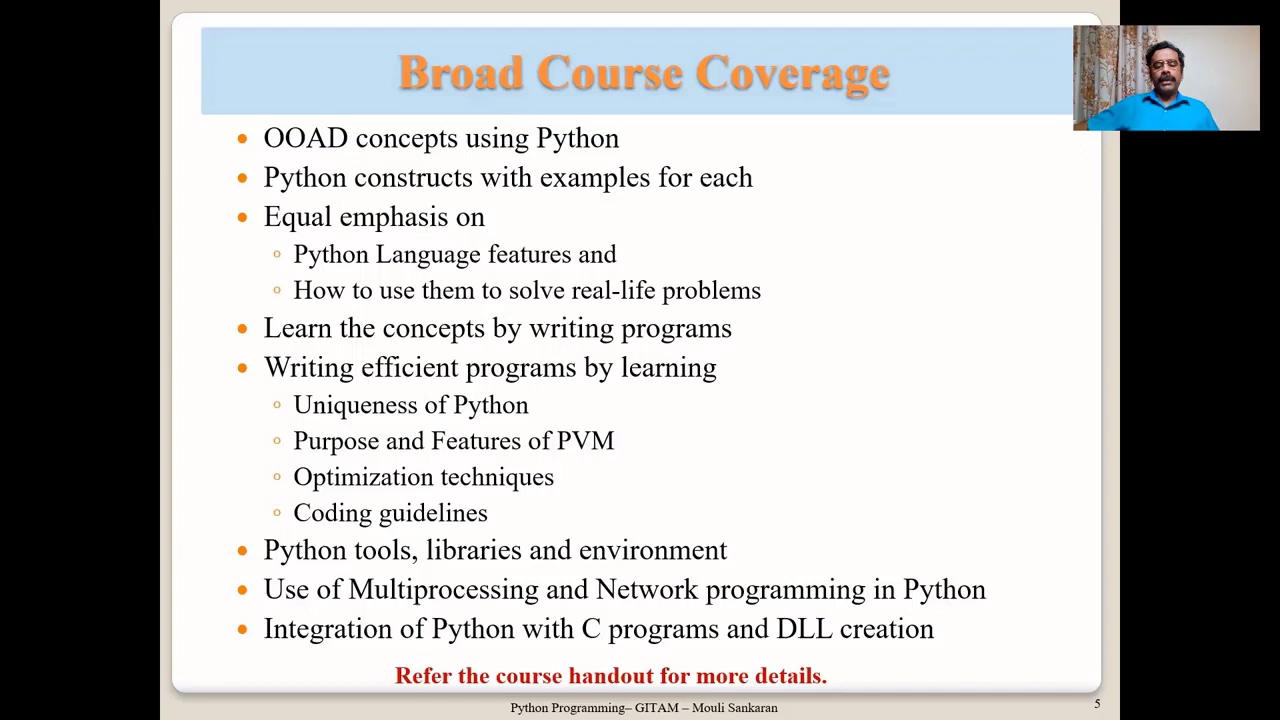 Broad Course Coverage
OOAD concepts using Python
Python constructs with examples for each
Equal emphasis on
Python Language features and
How to use them to solve real-life problems
Learn the concepts by writing programs
Writing efficient programs by learning
Uniqueness of Python
Purpose and Features of PVM
Optimization techniques
Coding guidelines
Python tools, libraries and environment
Use of Multiprocessing and Network programming in Python
Integration of Python with C programs and DLL creation
Refer the course handout for more details.
Python Programming– GITAM – Mouli Sankaran
5